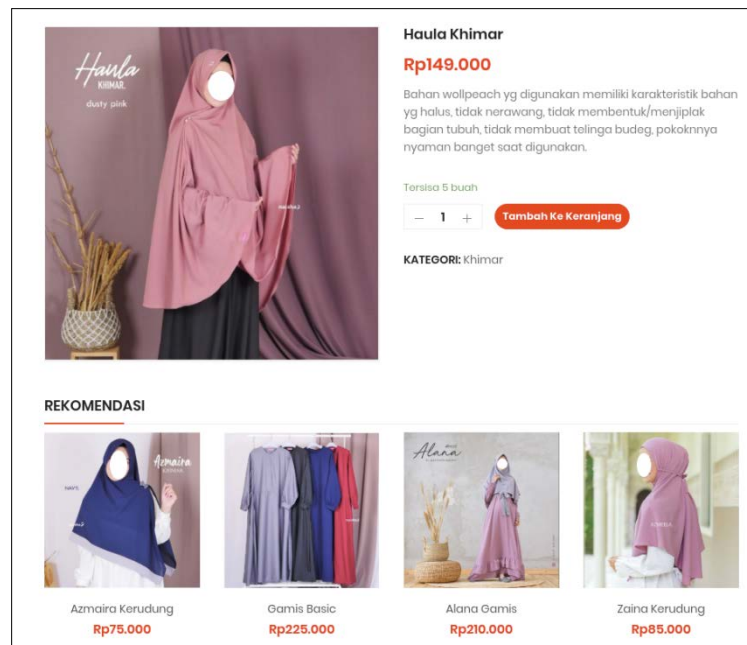 Haula Khimar
Rp149.000
Bahan wollpeach yg digunakan memiliki karakteristik bahan
yg halus, tidak nerawang, tidak membentuk/menjiplak
bagian tubuh, tidak membuat telinga budeg, pokoknnya
nyaman banget saat digunakan.
Tersisa 5 buah
— 1 +
Tambah Ke Keranjang
KATEGORI: Khimar
Haula
KHIMAR.
dusty pink
REKOMENDASI
Azmaira
Alana
Azmaira Kerudung
Rp75.000
Gamis Basic
Rp225.000
Alana Gamis
Rp210.000
Zaina Kerudung
Rp85.000